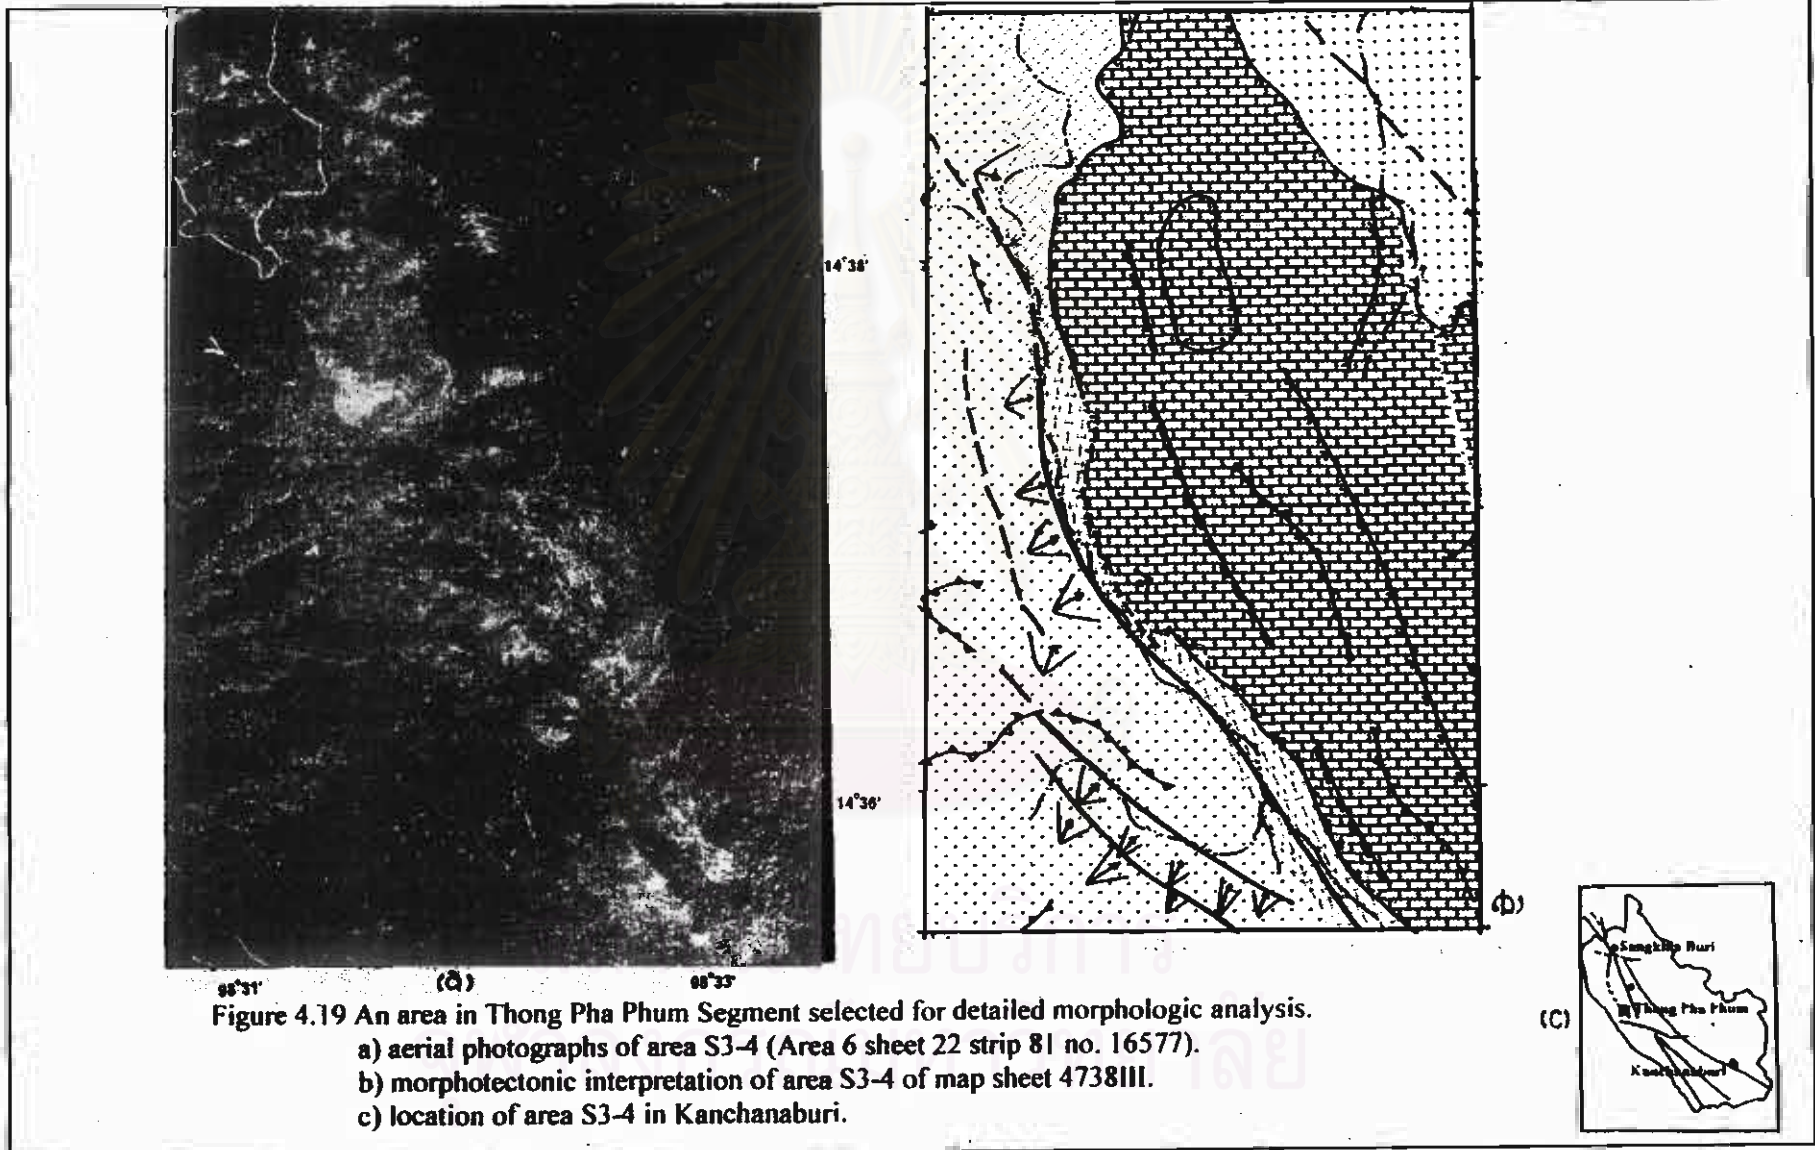 14°38'
14°36'
98°31'
(a)
98°33'
(b)
Sangkhla Buri
Thong Pha Phum
Kanchanaburi
(C)
Figure 4.19 An area in Thong Pha Phum Segment selected for detailed morphologic analysis.
a) aerial photographs of area S3-4 (Area 6 sheet 22 strip 81 no. 16577).
b) morphotectonic interpretation of area S3-4 of map sheet 4738III.
c) location of area S3-4 in Kanchanaburi.